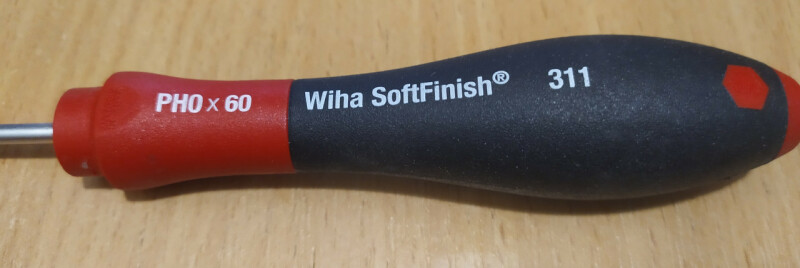 PH0 x 60 Wiha SoftFinish® 311